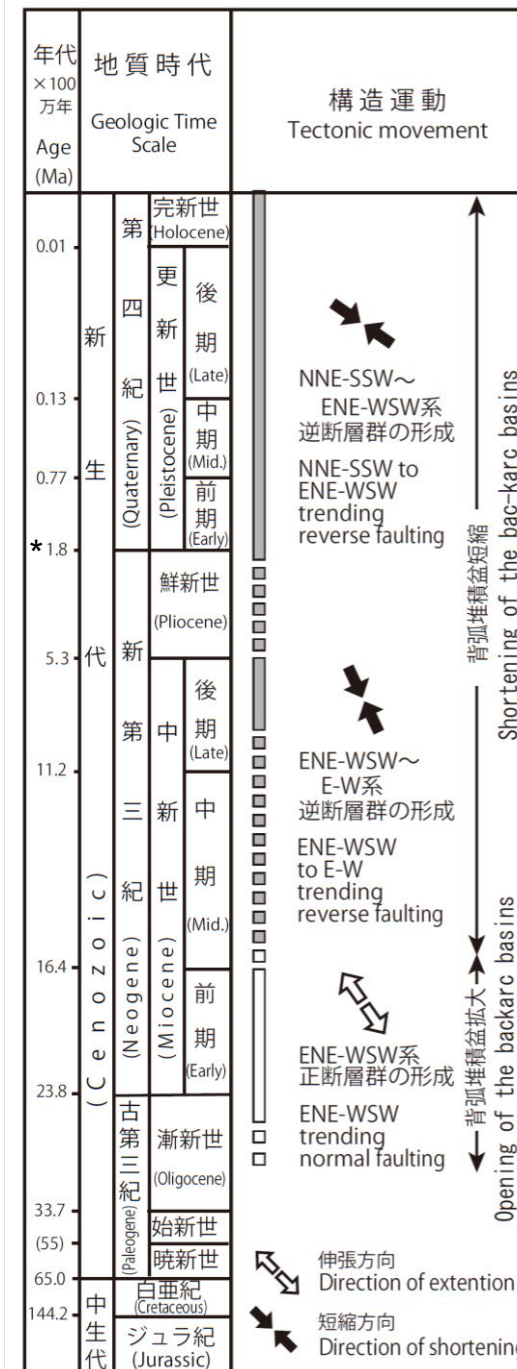 年代
×100
万年
Age
(Ma)
地質時代
Geologic Time
Scale
構造運動
Tectonic movement
0.01
0.13
0.77
*1.8
5.3
11.2
16.4
23.8
33.7
(55)
65.0
144.2
新生代
(Cenozoic)
中生代
第四紀
(Quaternary)
新第三紀
(Neogene)
古第三紀
(Paleogene)
完新世
(Holocene)
更新世
(Pleistocene)
後期
(Late)
中期
(Mid.)
前期
(Early)
鮮新世
(Pliocene)
中新世
(Miocene)
後期
(Late)
中期
(Mid.)
前期
(Early)
漸新世
(Oligocene)
始新世
暁新世
白亜紀
(Cretaceous)
ジュラ紀
(Jurassic)
NNE-SSW～
ENE-WSW系
逆断層群の形成
NNE-SSW to
ENE-WSW
trending
reverse faulting
ENE-WSW～
E-W系
逆断層群の形成
ENE-WSW
to E-W
trending
reverse faulting
ENE-WSW系
正断層群の形成
ENE-WSW
trending
normal faulting
背弧堆積盆短縮
Shortening of the bac-karc basins
背弧堆積盆拡大
Opening of the backarc basins
伸張方向
Direction of extention
短縮方向
Direction of shortenin